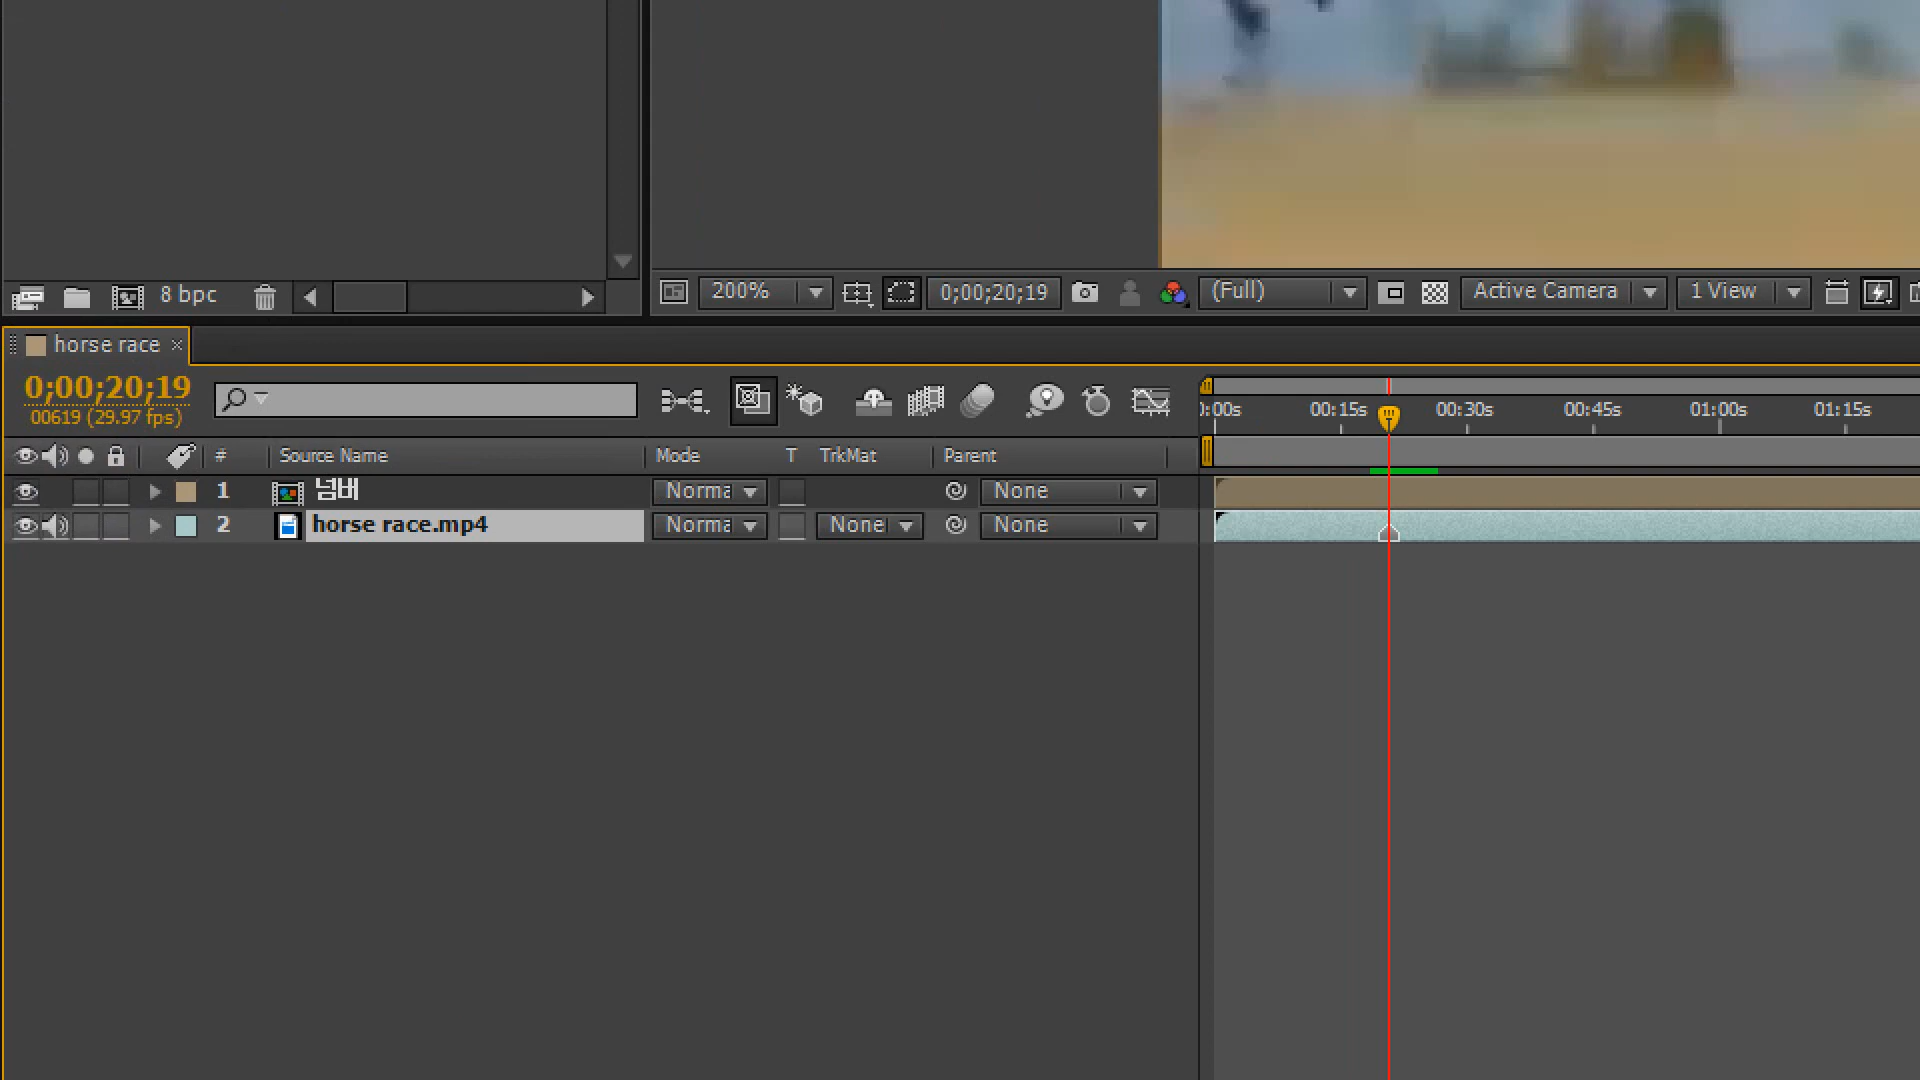 8 bpc
200%
0;00;20;19
(Full)
Active Camera
1 View
horse race
0;00;20;19
00619 (29.97 fps)
:00s
00:15s
00:30s
00:45s
01:00s
01:15s
#
Source Name
Mode
T
TrkMat
Parent
1
넘버
Norma
None
2
horse race.mp4
Norma
None
None